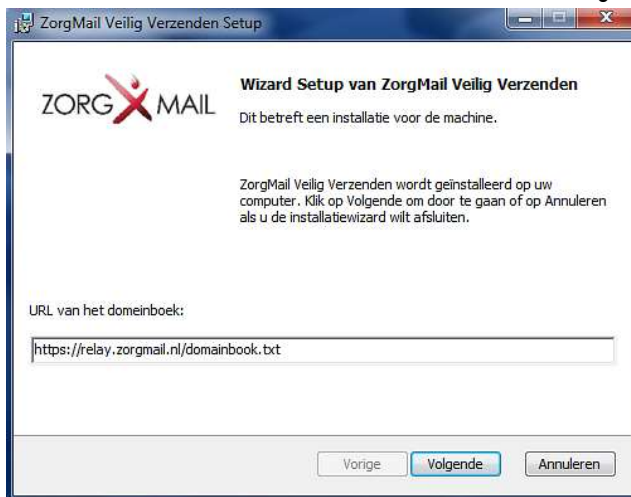 ZorgMail Veilig Verzenden Setup
ZORG MAIL
Wizard Setup van ZorgMail Veilig Verzenden
Dit betreft een installatie voor de machine.
ZorgMail Veilig Verzenden wordt geïnstalleerd op uw
computer. Klik op Volgende om door te gaan of op Annuleren
als u de installatiewizard wilt afsluiten.
URL van het domeinboek:
https://relay.zorgmail.nl/domainbook.txt
Vorige Volgende Annuleren